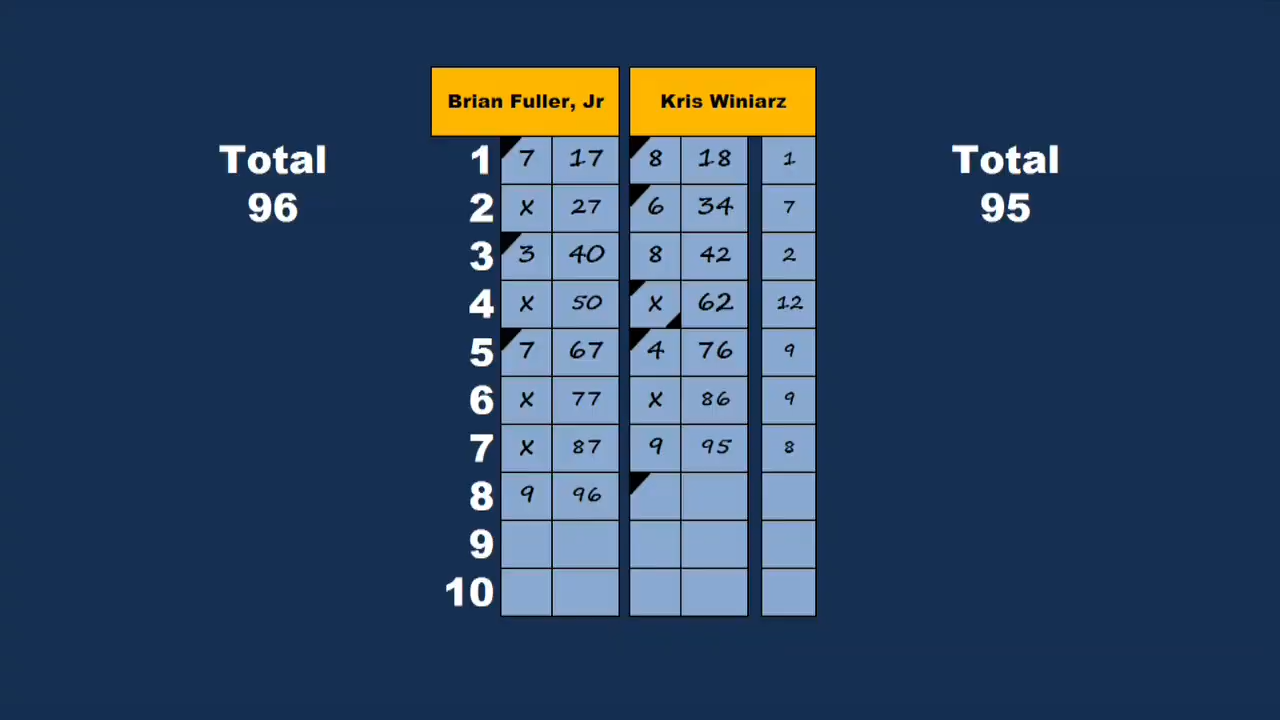 Brian Fuller, Jr Kris Winiarz
Total 1 7 17 8 18 1 Total
96 2 X 27 6 34 7 95
3 3 40 8 42 2
4 X 50 X 62 12
5 7 67 4 76 9
6 X 77 X 86 9
7 X 87 9 95 8
8 9 96
9
10